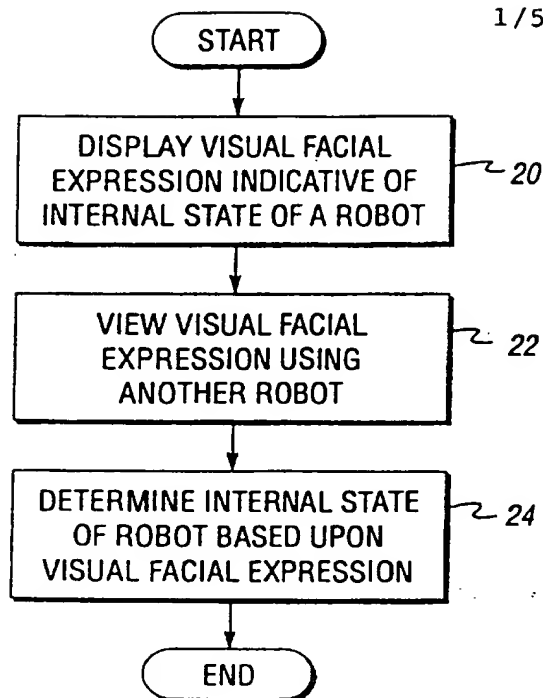 1/5
START
DISPLAY VISUAL FACIAL
EXPRESSION INDICATIVE OF
INTERNAL STATE OF A ROBOT
20
VIEW VISUAL FACIAL
EXPRESSION USING
ANOTHER ROBOT
22
DETERMINE INTERNAL STATE
OF ROBOT BASED UPON
VISUAL FACIAL EXPRESSION
24
END